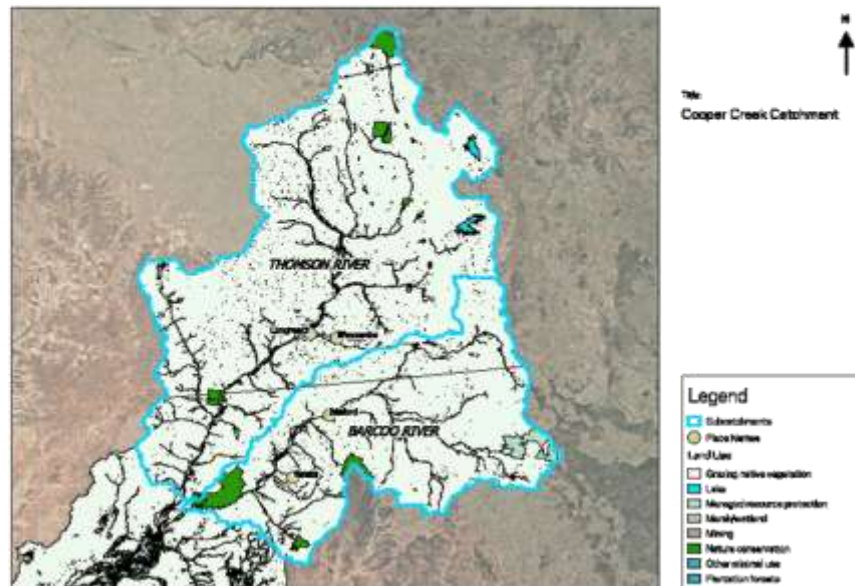 N
Title:
Cooper Creek Catchment
THOMSON RIVER
Longreach
BARCOO RIVER
Legend
Subcatchments
Place Names
Land Use
Grazing native vegetation
Lake
Managed resource protection
Marsh/wetland
Mining
Nature conservation
Other minimal use
Plantation forests